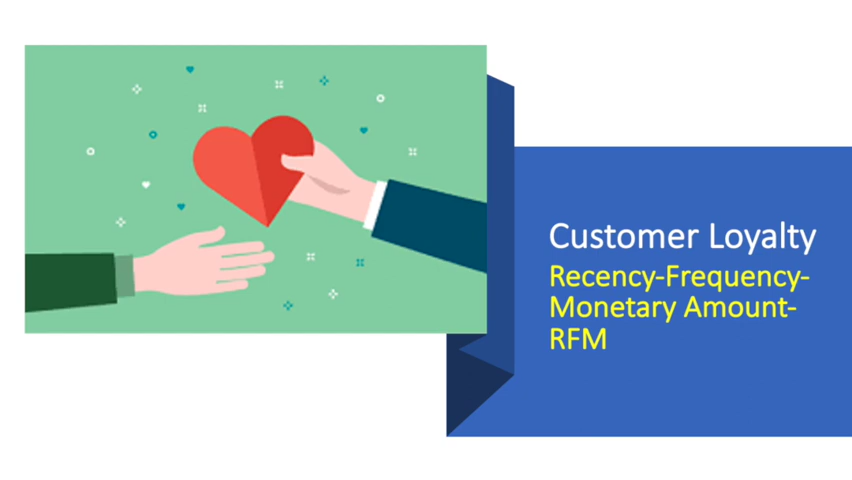 Customer Loyalty
Recency-Frequency-
Monetary Amount-
RFM